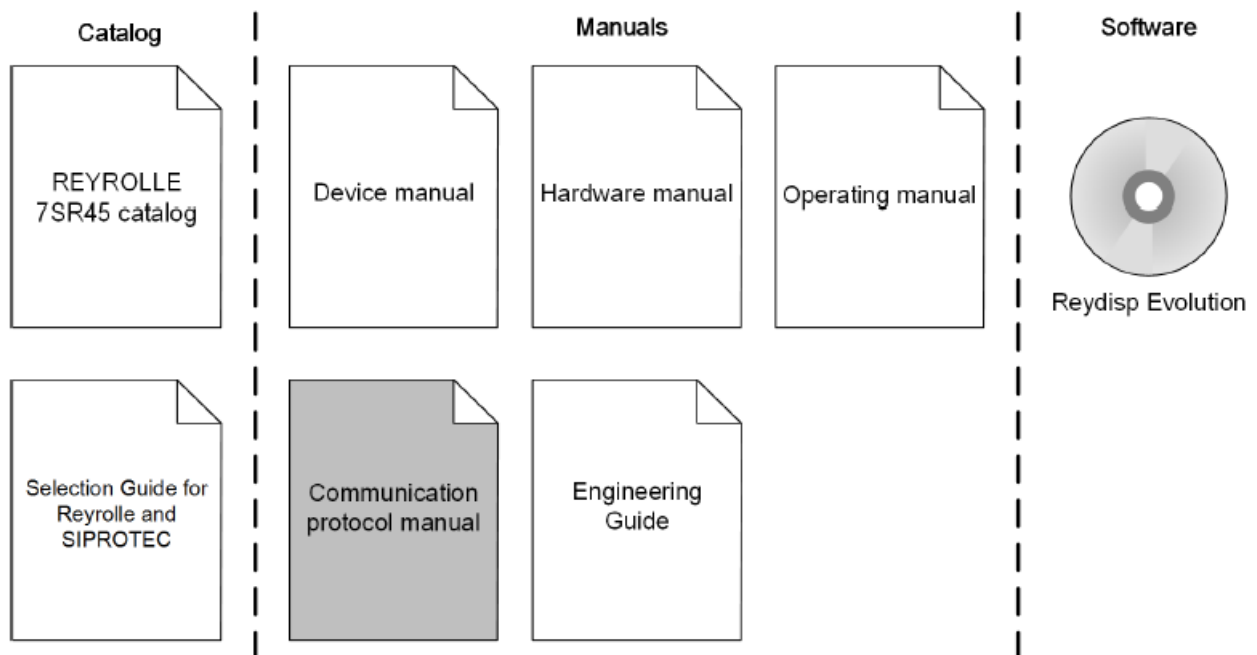 Catalog
Manuals
Software
REYROLLE
7SR45 catalog
Device manual
Hardware manual
Operating manual
Reydisp Evolution
Selection Guide for
Reyrolle and
SIPROTEC
Communication
protocol manual
Engineering
Guide